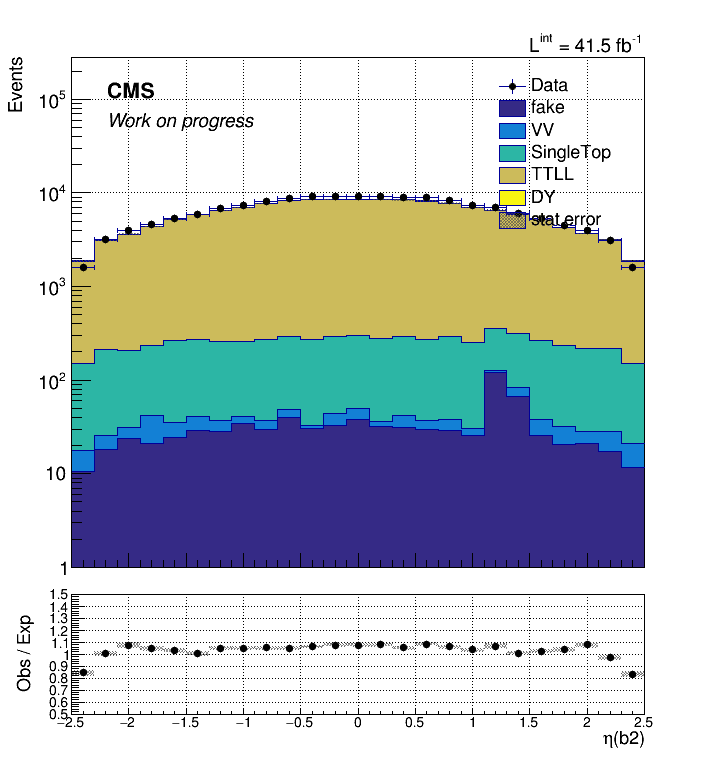 L^int = 41.5 fb^-1
Events
CMS
Work on progress
Data
fake
VV
SingleTop
TTLL
DY
stat.error
10^5
10^4
10^3
10^2
10
1
Obs / Exp
1.5
1.4
1.3
1.2
1.1
1
0.9
0.8
0.7
0.6
0.5
−2.5 −2 −1.5 −1 −0.5 0 0.5 1 1.5 2 2.5
η(b2)